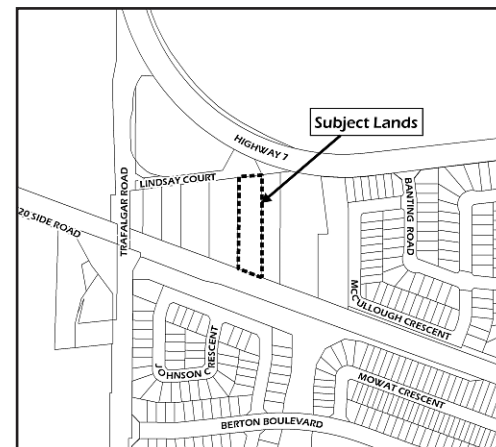 Subject Lands
HIGHWAY 7
LINDSAY COURT
TRAFALGAR ROAD
BANTING ROAD
20 SIDE ROAD
MCCULLOUGH CRESCENT
JOHNSON CRESCENT
MOWAT CRESCENT
BERTON BOULEVARD